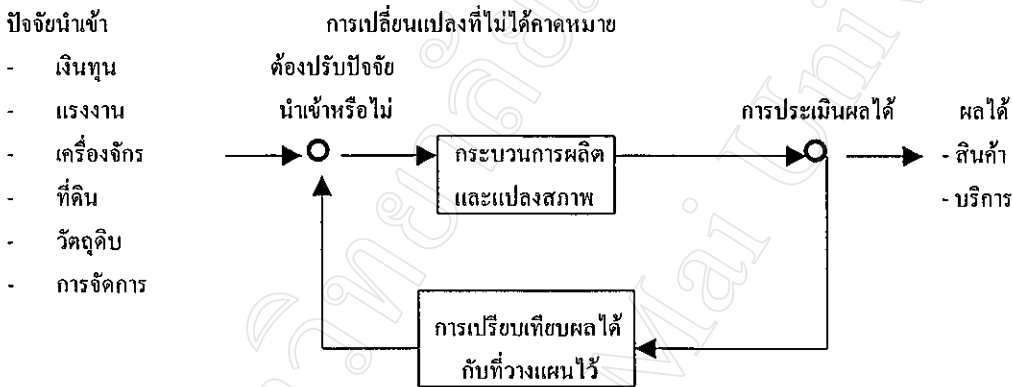 ปัจจัยนำเข้า
- เงินทุน
- แรงงาน
- เครื่องจักร
- ที่ดิน
- วัตถุดิบ
- การจัดการ
การเปลี่ยนแปลงที่ไม่ได้คาดหมาย
ต้องปรับปัจจัย
นำเข้าหรือไม่
กระบวนการผลิต
และแปลงสภาพ
การประเมินผลได้
ผลได้
- สินค้า
- บริการ
การเปรียบเทียบผลได้
กับที่วางแผนไว้